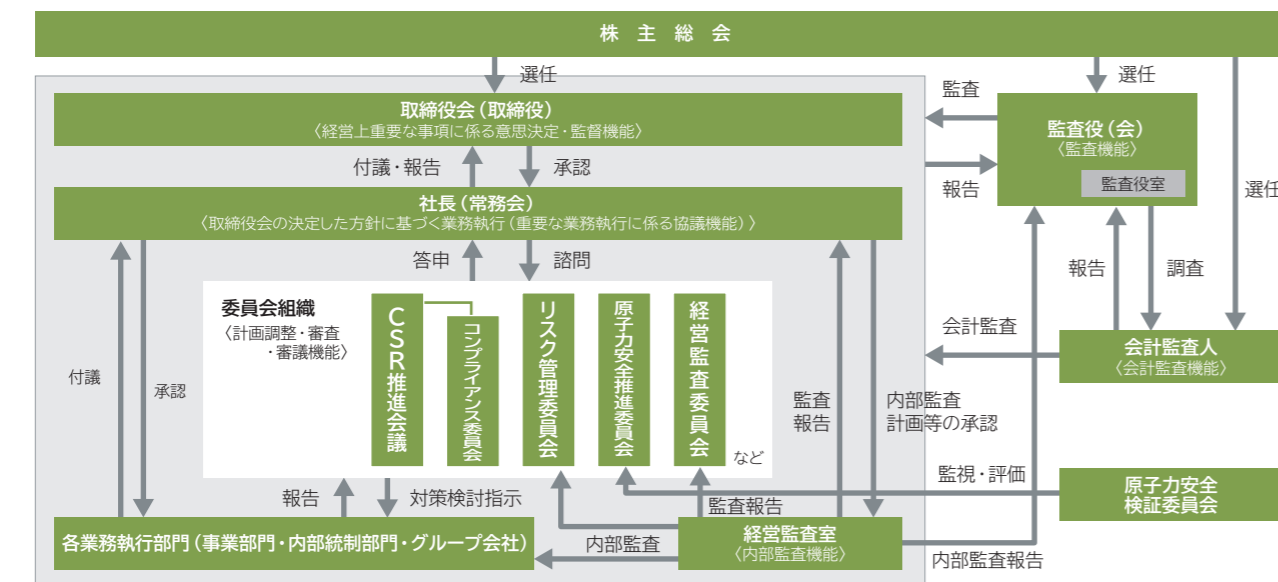 株主総会
選任
選任
監査
取締役会（取締役）
〈経営上重要な事項に係る意思決定・監督機能〉
監査役（会）
〈監査機能〉
監査役室
付議・報告
承認
報告
選任
社長（常務会）
〈取締役会の決定した方針に基づく業務執行（重要な業務執行に係る協議機能）〉
答申
諮問
報告
調査
委員会組織
〈計画調整・審査
・審議機能〉
CSR推進会議
コンプライアンス委員会
リスク管理委員会
原子力安全推進委員会
経営監査委員会
など
会計監査
会計監査人
〈会計監査機能〉
付議
承認
監査
報告
内部監査
計画等の承認
監視・評価
原子力安全
検証委員会
報告
対策検討指示
監査報告
各業務執行部門（事業部門・内部統制部門・グループ会社）
内部監査
経営監査室
〈内部監査機能〉
内部監査報告